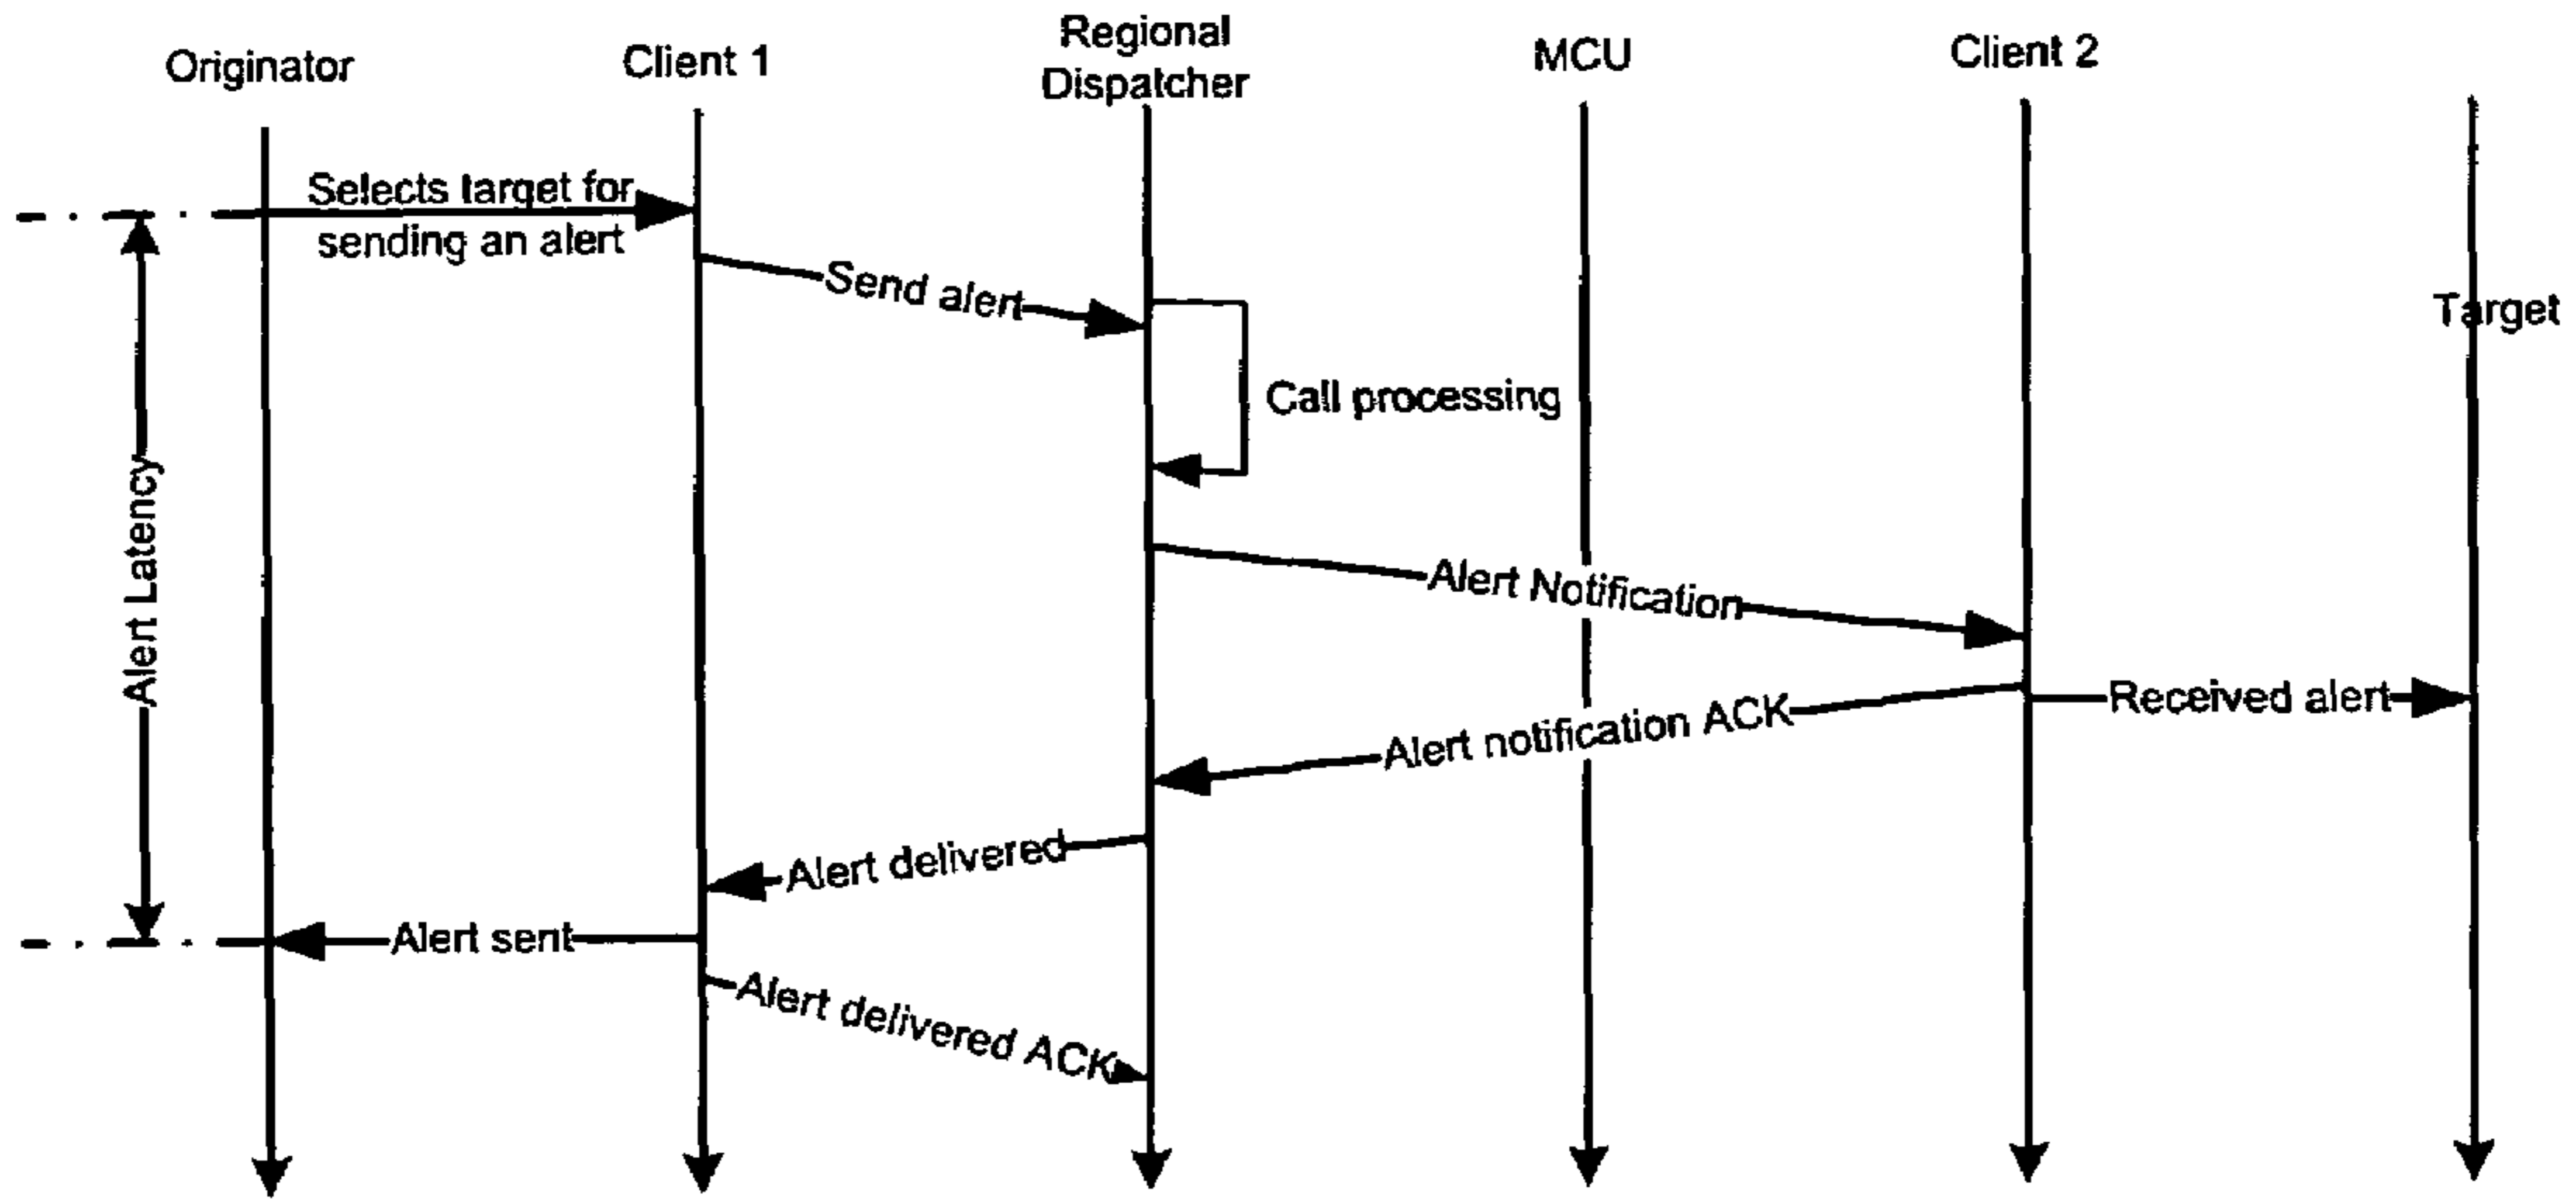 Originator
Client 1
Regional
Dispatcher
MCU
Client 2
Target
Selects target for
sending an alert
Send alert
Call processing
Alert Latency
Alert Notification
Received alert
Alert notification ACK
Alert delivered
Alert sent
Alert delivered ACK